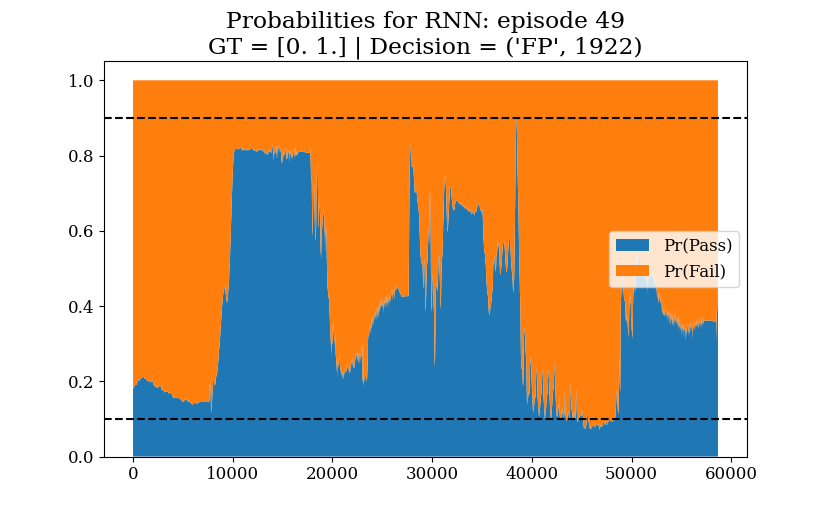 Probabilities for RNN: episode 49
GT = [0. 1.] | Decision = ('FP', 1922)
1.0
0.8
0.6
0.4
0.2
0.0
Pr(Pass)
Pr(Fail)
0 10000 20000 30000 40000 50000 60000